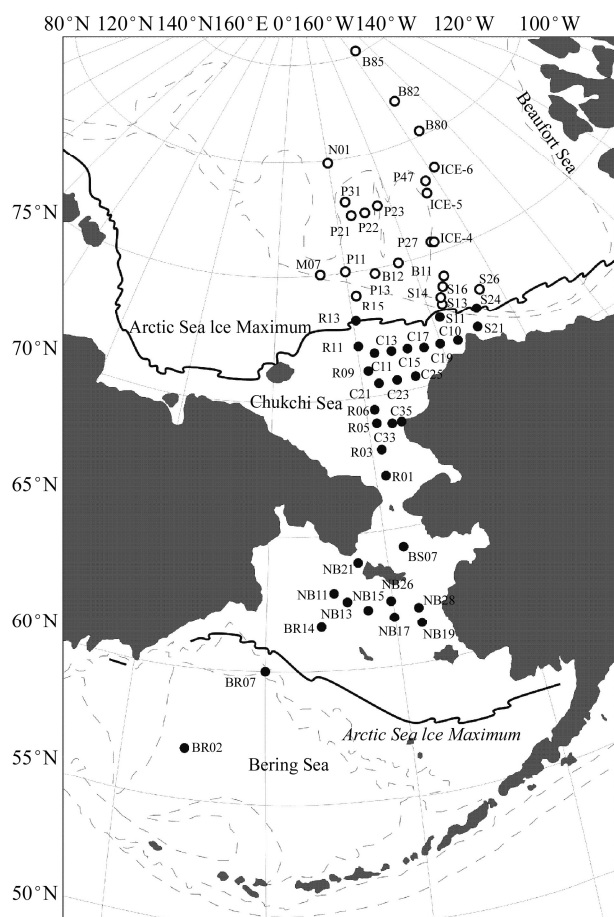 80°N 140°N160°E 0°W160°W 140°W 120°W 100°W
B85
B82
B80
Beaufort Sea
N01
ICE-6
P47
ICE-5
P31
P23
P21
P22
75°N
P27
ICE-4
P11
M07
B12
B11
S26
S16
P13
S14
S24
R15
S13
Arctic Sea Ice Maximum
R13
S11
S21
C10
C17
C13
R11
70°N
C19
C15
C11
R09
C25
C21
C23
Chukchi Sea
R06
C35
R05
C33
R03
R01
65°N
BS07
NB21
NB26
NB11
NB15
NB28
NB13
60°N
BR14
NB17
NB19
BR07
Arctic Sea Ice Maximum
BR02
55°N
Bering Sea
50°N